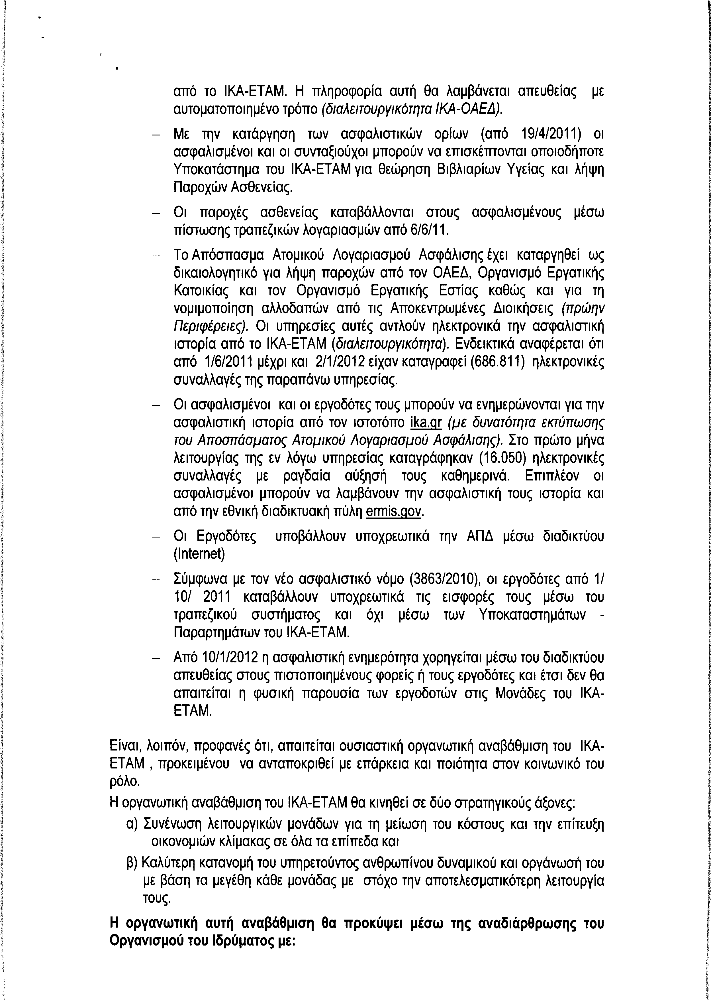 από το ΙΚΑ-ΕΤΑΜ. Η πληροφορία αυτή θα λαμβάνεται απευθείας με
αυτοματοποιημένο τρόπο (διαλειτουργικότητα ΙΚΑ-ΟΑΕΔ).
– Με την κατάργηση των ασφαλιστικών ορίων (από 19/4/2011) οι
ασφαλισμένοι και οι συνταξιούχοι μπορούν να επισκέπτονται οποιοδήποτε
Υποκατάστημα του ΙΚΑ-ΕΤΑΜ για θεώρηση Βιβλιαρίων Υγείας και λήψη
Παροχών Ασθενείας.
– Οι παροχές ασθενείας καταβάλλονται στους ασφαλισμένους μέσω
πίστωσης τραπεζικών λογαριασμών από 6/6/11.
– Το Απόσπασμα Ατομικού Λογαριασμού Ασφάλισης έχει καταργηθεί ως
δικαιολογητικό για λήψη παροχών από τον ΟΑΕΔ, Οργανισμό Εργατικής
Κατοικίας και τον Οργανισμό Εργατικής Εστίας καθώς και για τη
νομιμοποίηση αλλοδαπών από τις Αποκεντρωμένες Διοικήσεις (πρώην
Περιφέρειες). Οι υπηρεσίες αυτές αντλούν ηλεκτρονικά την ασφαλιστική
ιστορία από το ΙΚΑ-ΕΤΑΜ (διαλειτουργικότητα). Ενδεικτικά αναφέρεται ότι
από 1/6/2011 μέχρι και 2/1/2012 είχαν καταγραφεί (686.811) ηλεκτρονικές
συναλλαγές της παραπάνω υπηρεσίας.
– Οι ασφαλισμένοι και οι εργοδότες τους μπορούν να ενημερώνονται για την
ασφαλιστική ιστορία από τον ιστοτόπο ika.gr (με δυνατότητα εκτύπωσης
του Αποσπάσματος Ατομικού Λογαριασμού Ασφάλισης). Στο πρώτο μήνα
λειτουργίας της εν λόγω υπηρεσίας καταγράφηκαν (16.050) ηλεκτρονικές
συναλλαγές με ραγδαία αύξησή τους καθημερινά. Επιπλέον οι
ασφαλισμένοι μπορούν να λαμβάνουν την ασφαλιστική τους ιστορία και
από την εθνική διαδικτυακή πύλη ermis.gov.
– Οι Εργοδότες υποβάλλουν υποχρεωτικά την ΑΠΔ μέσω διαδικτύου
(Internet)
– Σύμφωνα με τον νέο ασφαλιστικό νόμο (3863/2010), οι εργοδότες από 1/
10/ 2011 καταβάλλουν υποχρεωτικά τις εισφορές τους μέσω του
τραπεζικού συστήματος και όχι μέσω των Υποκαταστημάτων -
Παραρτημάτων του ΙΚΑ-ΕΤΑΜ.
– Από 10/1/2012 η ασφαλιστική ενημερότητα χορηγείται μέσω του διαδικτύου
απευθείας στους πιστοποιημένους φορείς ή τους εργοδότες και έτσι δεν θα
απαιτείται η φυσική παρουσία των εργοδοτών στις Μονάδες του ΙΚΑ-
ΕΤΑΜ.
Είναι, λοιπόν, προφανές ότι, απαιτείται ουσιαστική οργανωτική αναβάθμιση του ΙΚΑ-
ΕΤΑΜ , προκειμένου να ανταποκριθεί με επάρκεια και ποιότητα στον κοινωνικό του
ρόλο.
Η οργανωτική αναβάθμιση του ΙΚΑ-ΕΤΑΜ θα κινηθεί σε δύο στρατηγικούς άξονες:
α) Συνένωση λειτουργικών μονάδων για τη μείωση του κόστους και την επίτευξη
οικονομιών κλίμακας σε όλα τα επίπεδα και
β) Καλύτερη κατανομή του υπηρετούντος ανθρωπίνου δυναμικού και οργάνωσή του
με βάση τα μεγέθη κάθε μονάδας με στόχο την αποτελεσματικότερη λειτουργία
τους.
Η οργανωτική αυτή αναβάθμιση θα προκύψει μέσω της αναδιάρθρωσης του
Οργανισμού του Ιδρύματος με: